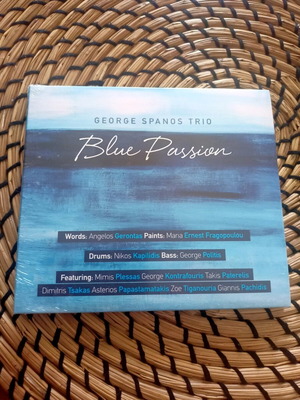 GEORGE SPANOS TRIO
Blue Passion
Words: Angelos Gerontas Paints: Maria Ernest Fragopoulou
Drums: Nikos Kapilidis Bass: George Politis
Featuring: Mimis Plessas George Kontrafouris Takis Paterelis
Dimitris Tsakas Asterios Papastamatakis Zoe Tiganouria Giannis Pachidis